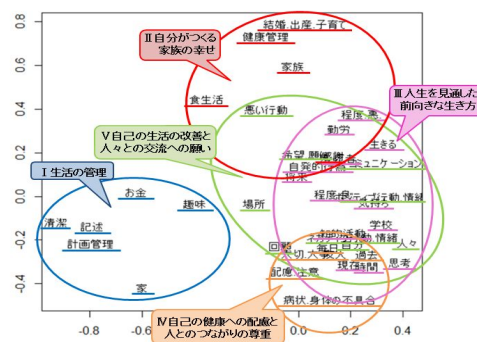 0.8
0.6
0.4
0.2
0.0
-0.2
-0.4
結婚.出産.子育て
健康管理
家族
Ⅱ自分がつくる
家族の幸せ
食生活
悪い行動
程度.悪
勤労
生きる
コミュニケーション
Ⅲ人生を見通した
前向きな生き方
Ⅴ自己の生活の改善と
人々との交流への願い
Ⅰ生活の管理
お金
趣味
場所
清潔
記述
計画管理
家
程度.良
気持ち
学校
人々
回数
毎日
自分
過去
配慮.注意
現在
時間
思考
病状.身体の不具合
Ⅳ自己の健康への配慮と
人とのつながりの尊重
-0.8
-0.6
-0.4
-0.2
0.0
0.2
0.4